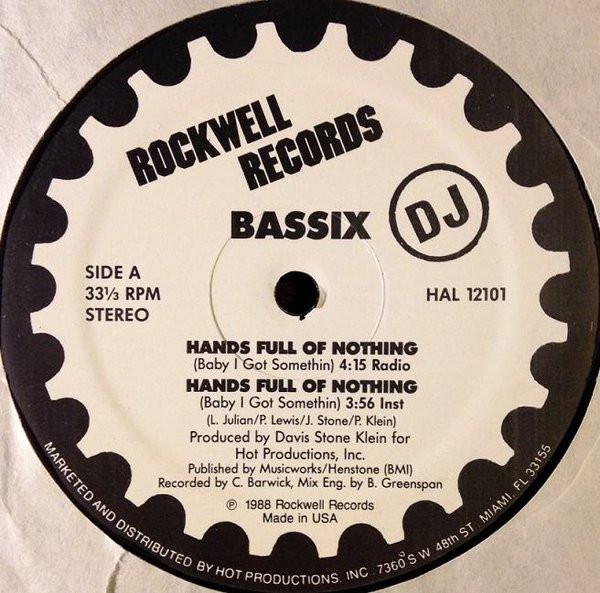 ROCKWELL
RECORDS
BASSIX
DJ
SIDE A
33⅓ RPM
STEREO
HAL 12101
HANDS FULL OF NOTHING
(Baby I Got Somethin) 4:15 Radio
HANDS FULL OF NOTHING
(Baby I Got Somethin) 3:56 Inst
(L. Julian/P. Lewis/J. Stone/P. Klein)
Produced by Davis Stone Klein for
Hot Productions, Inc.
Published by Musicworks/Henstone (BMI)
Recorded by C. Barwick, Mix Eng. by B. Greenspan
℗ 1988 Rockwell Records
Made in USA
MARKETED AND DISTRIBUTED BY HOT PRODUCTIONS. INC. 7360 S W 48th ST. MIAMI, FL 33155